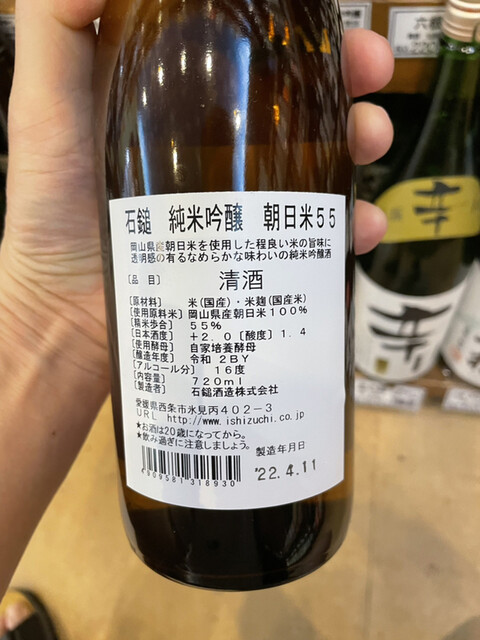 石鎚 純米吟醸 朝日米55
岡山県産朝日米を使用した程良い米の旨味に
透明感の有るなめらかな味わいの純米吟醸酒
〔品 目〕 清酒
〔原材料〕 米(国産)・米麹(国産米)
〔使用原料米〕岡山県産朝日米100%
〔精米歩合〕 55%
〔日本酒度〕 +2.0〔酸度〕1.4
〔使用酵母〕 自家培養酵母
〔醸造年度〕 令和 2BY
〔アルコール分〕 16度
〔内容量〕 720ml
〔製造者〕 石鎚酒造株式会社
愛媛県西条市氷見丙402-3
URL http://www.ishizuchi.co.jp
★お酒は20歳になってから。
★飲み過ぎに注意しましょう。
製造年月日
'22.4.11
4909581318930
辛